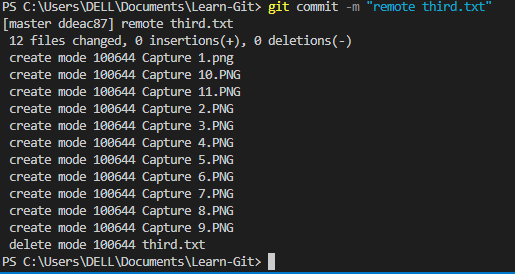 PS C:\Users\DELL\Documents\Learn-Git> git commit -m "remote third.txt"
[master ddeac87] remote third.txt
 12 files changed, 0 insertions(+), 0 deletions(-)
 create mode 100644 Capture 1.png
 create mode 100644 Capture 10.PNG
 create mode 100644 Capture 11.PNG
 create mode 100644 Capture 2.PNG
 create mode 100644 Capture 3.PNG
 create mode 100644 Capture 4.PNG
 create mode 100644 Capture 5.PNG
 create mode 100644 Capture 6.PNG
 create mode 100644 Capture 7.PNG
 create mode 100644 Capture 8.PNG
 create mode 100644 Capture 9.PNG
 delete mode 100644 third.txt
PS C:\Users\DELL\Documents\Learn-Git>